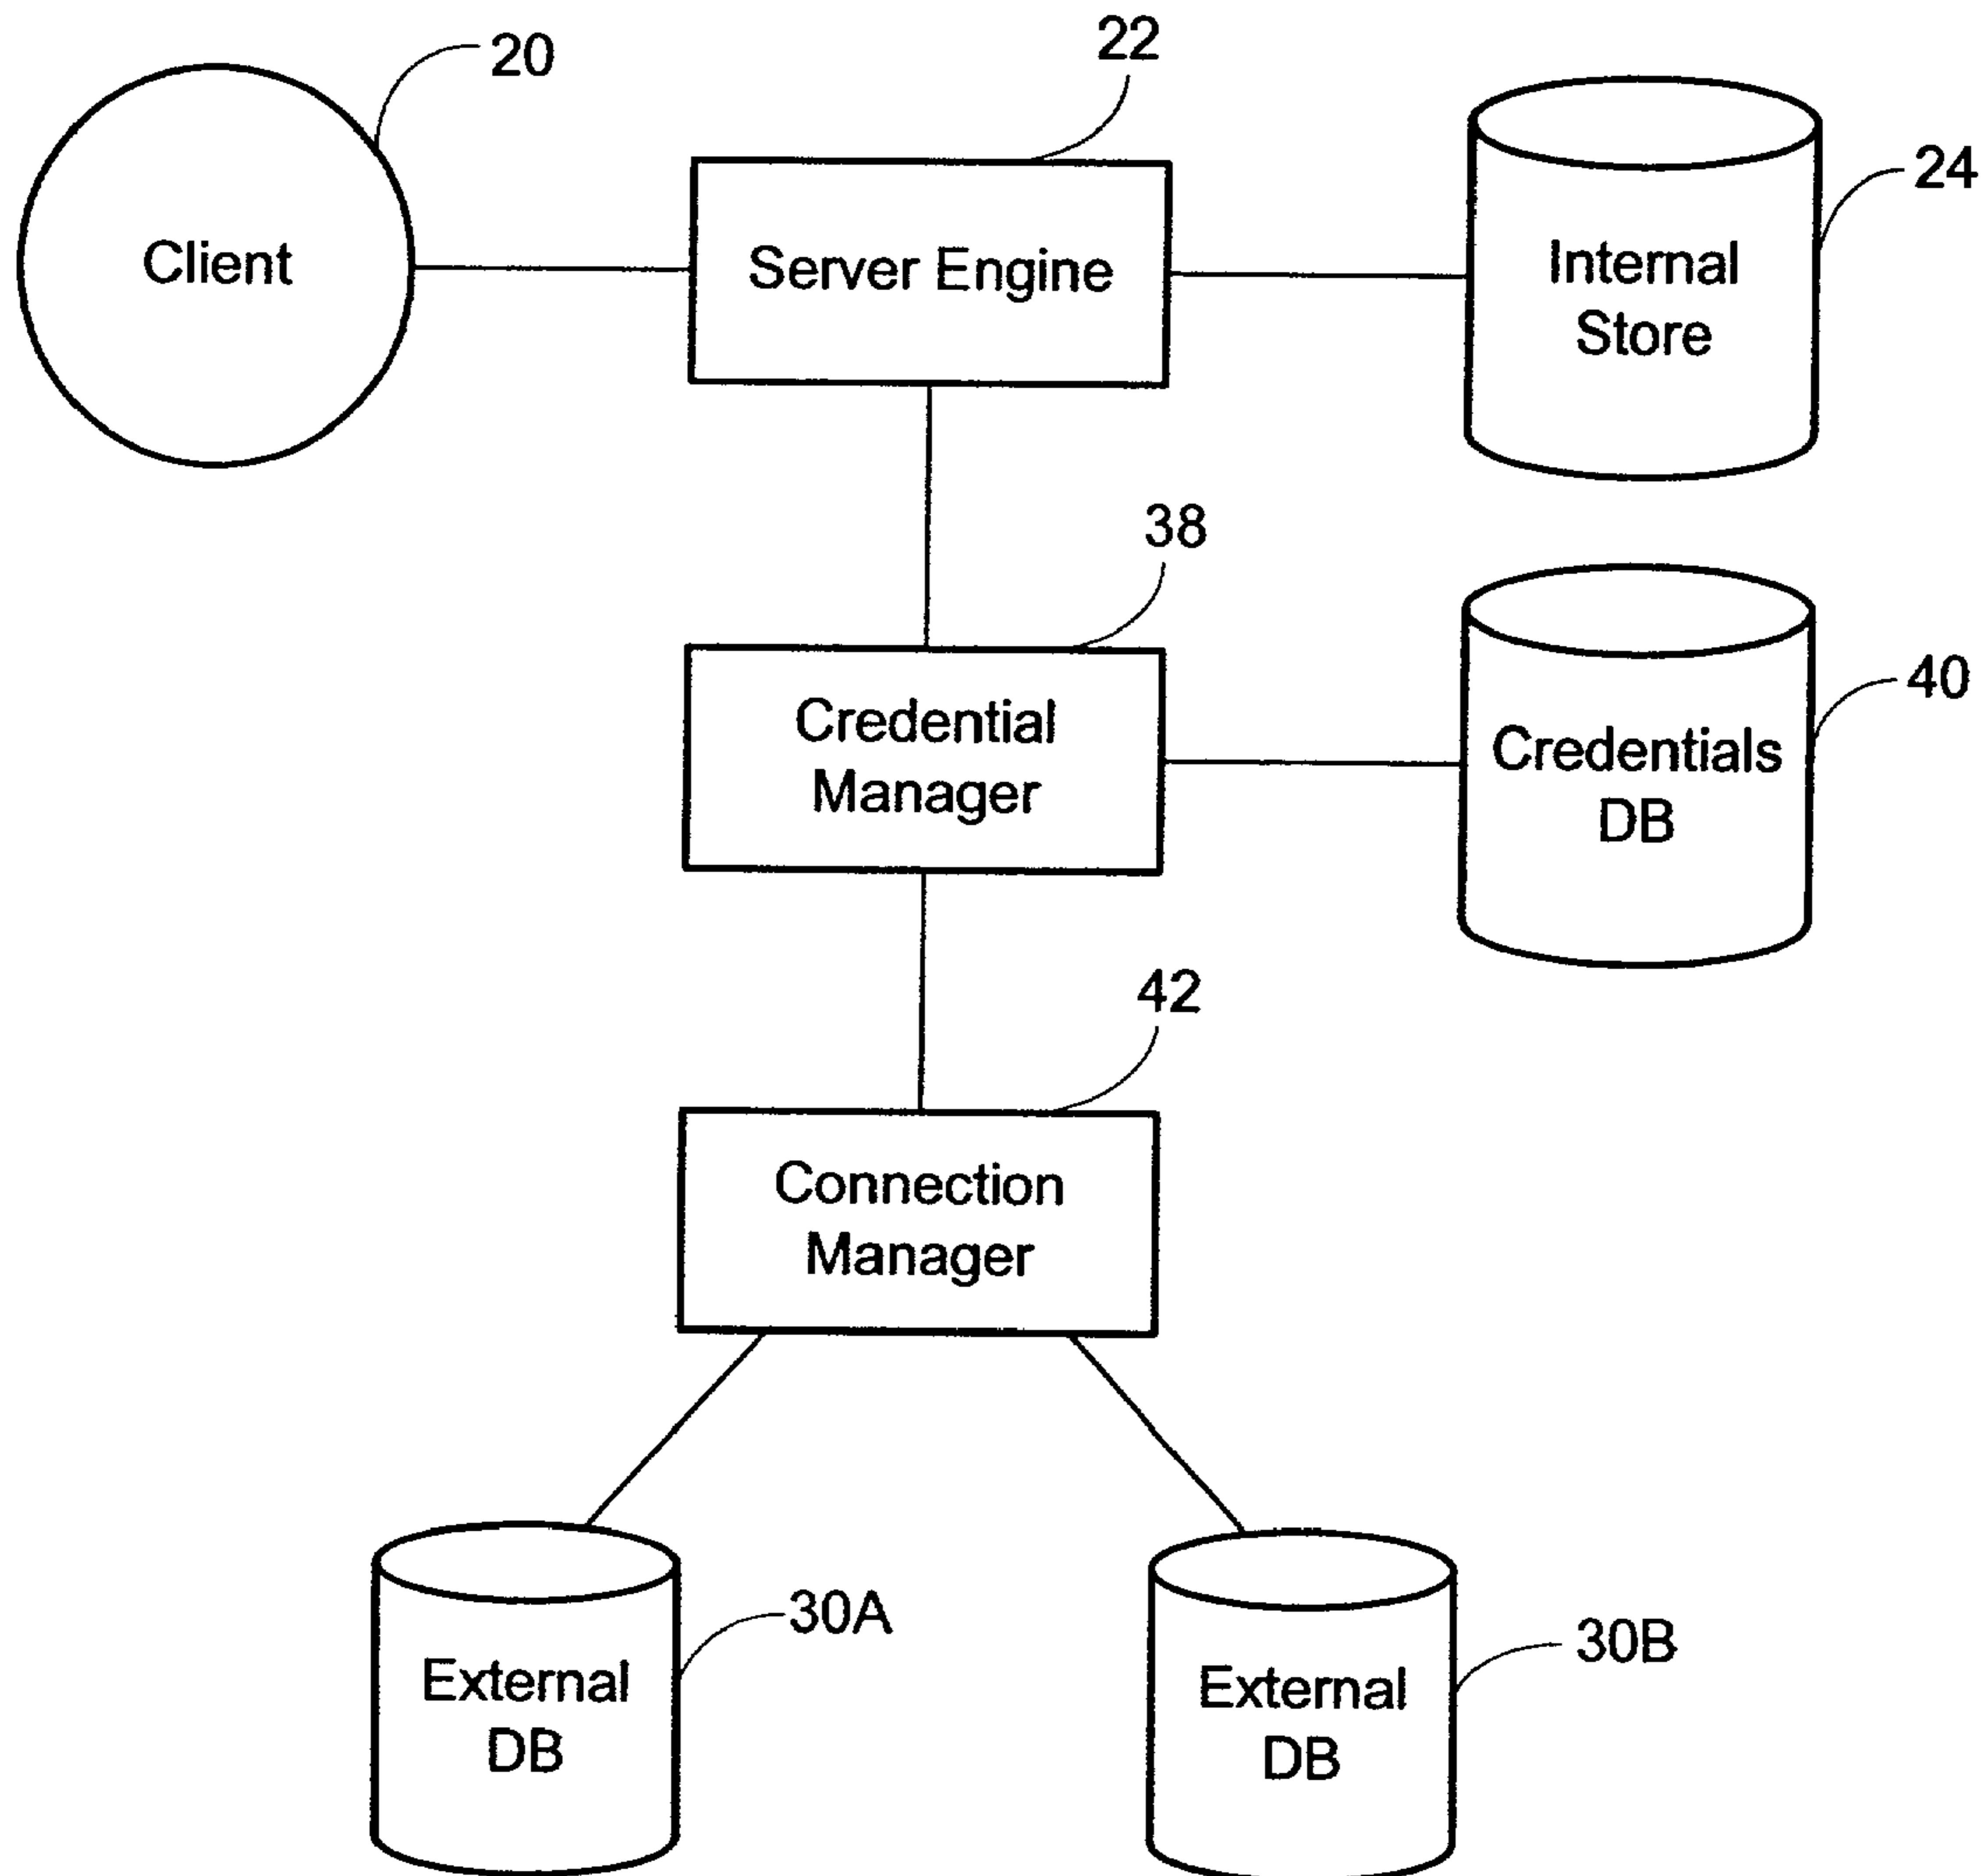 20
22
24
Client
Server Engine
Internal
Store
38
40
Credential
Manager
Credentials
DB
42
Connection
Manager
30A
30B
External
DB
External
DB